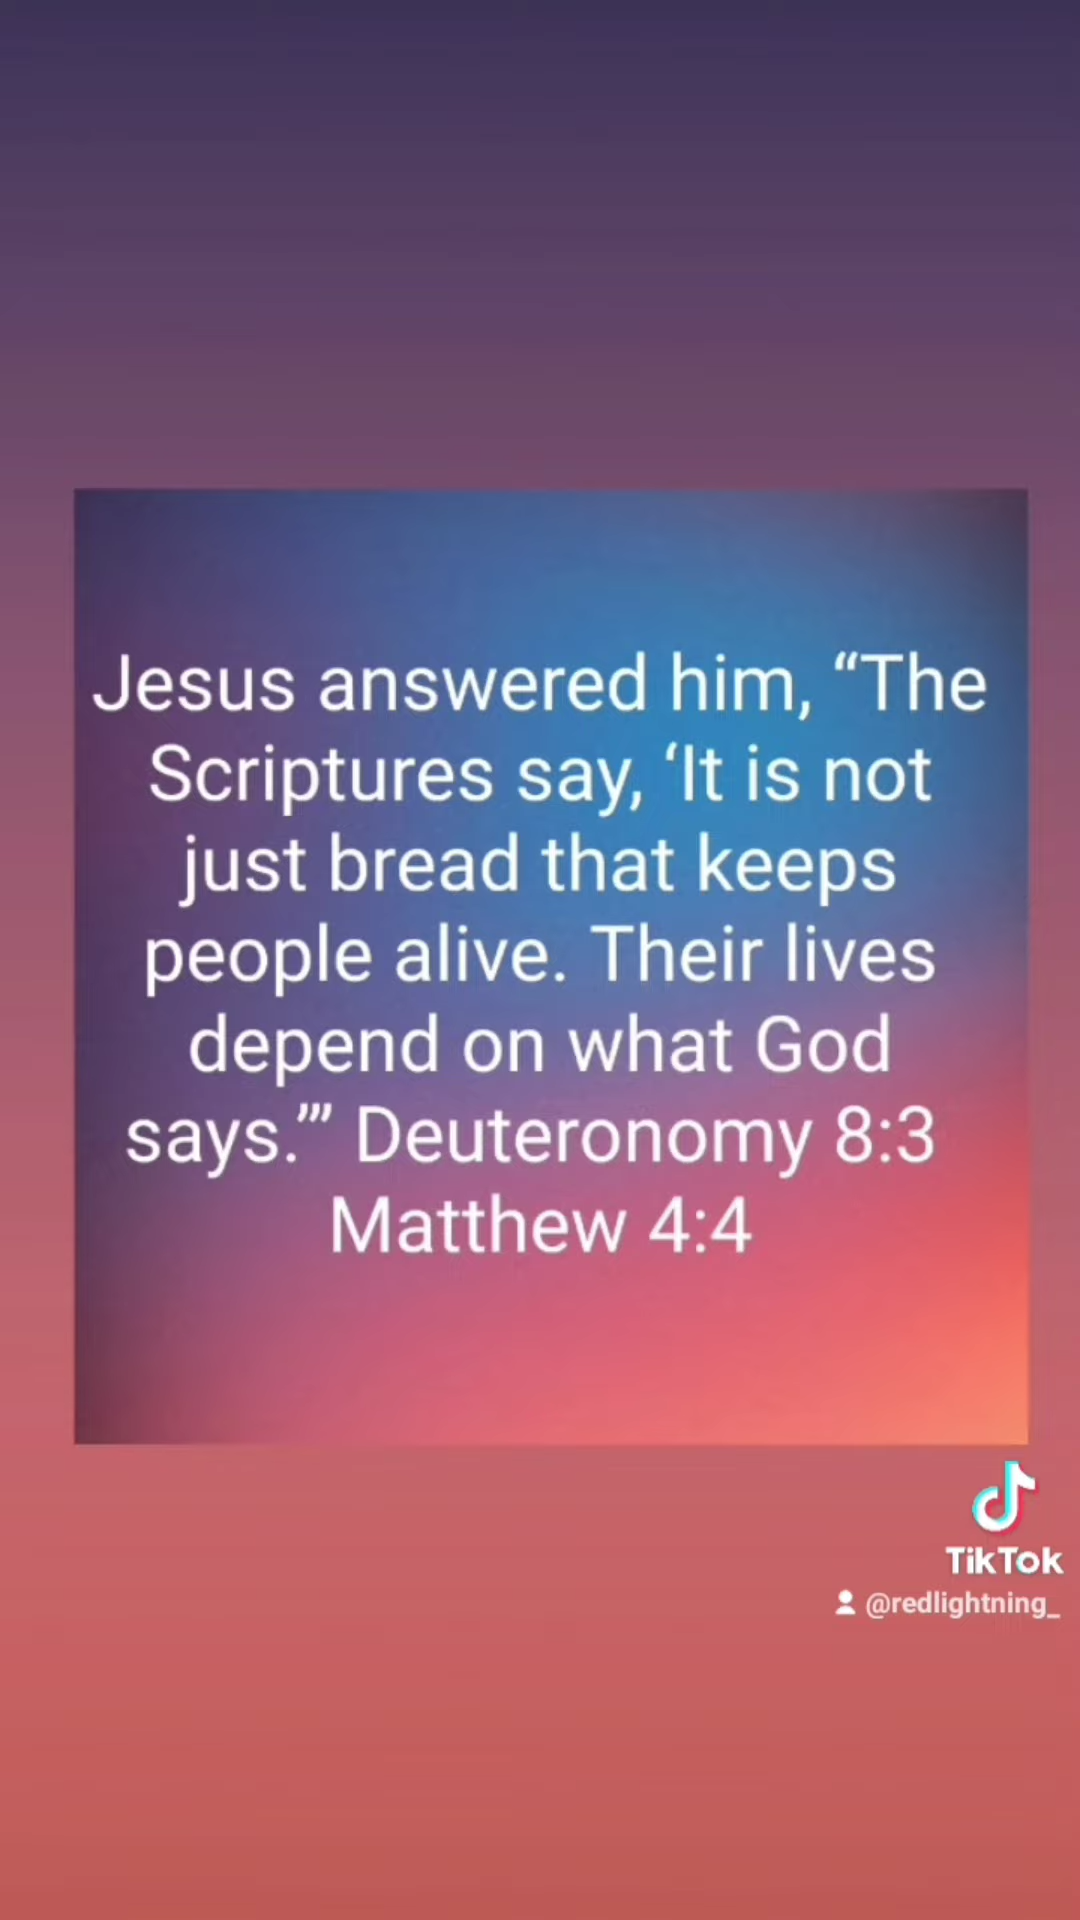 Jesus answered him, “The
Scriptures say, ‘It is not
just bread that keeps
people alive. Their lives
depend on what God
says.’” Deuteronomy 8:3
Matthew 4:4
TikTok
@redlightning_